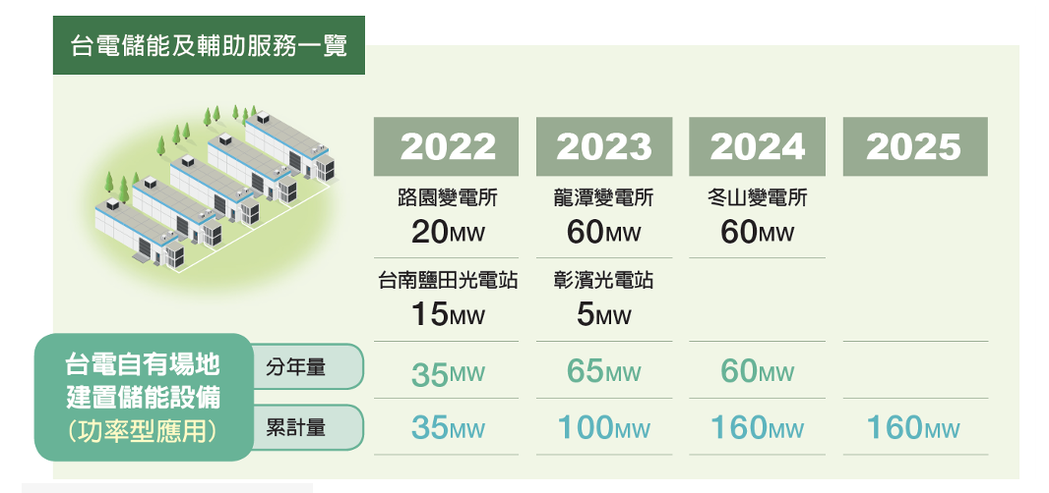 台電儲能及輔助服務一覽
2022 2023 2024 2025
路園變電所 龍潭變電所 冬山變電所
20MW 60MW 60MW
台南鹽田光電站 彰濱光電站
15MW 5MW
台電自有場地
建置儲能設備
（功率型應用）
分年量 35MW 65MW 60MW
累計量 35MW 100MW 160MW 160MW